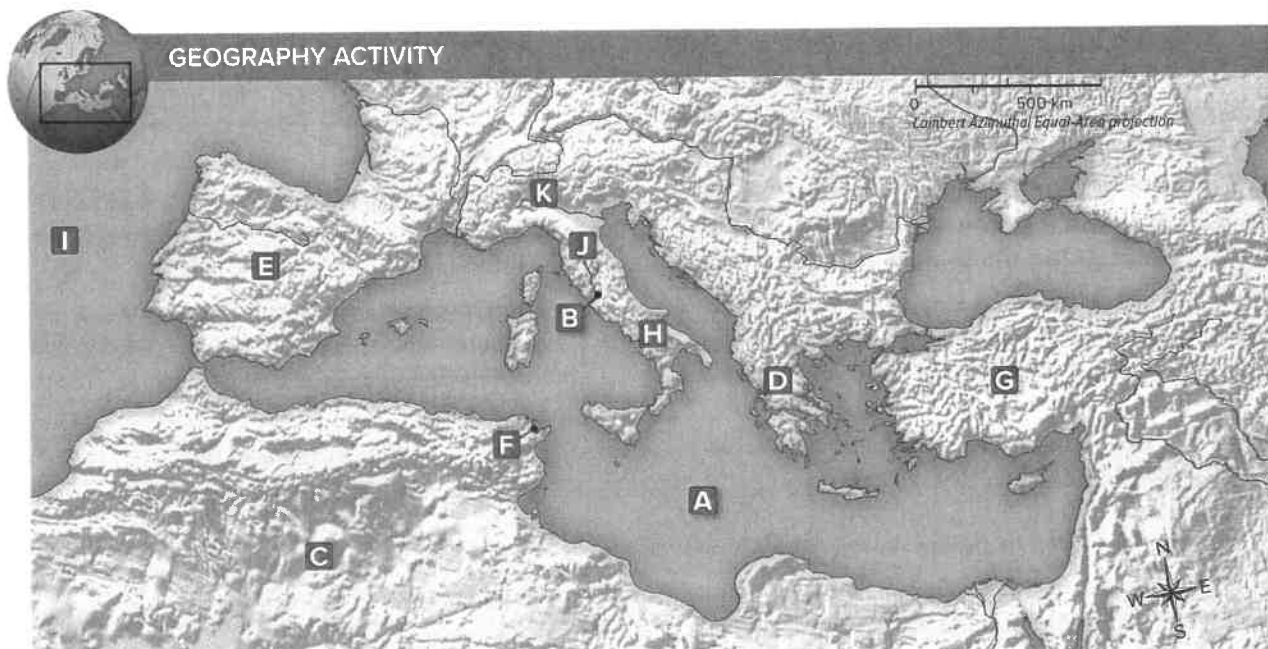 GEOGRAPHY ACTIVITY
0 500 km
Lambert Azimuthal Equal-Area projection
K
I
J
E
B
H
D
G
F
A
C
N
W E
S